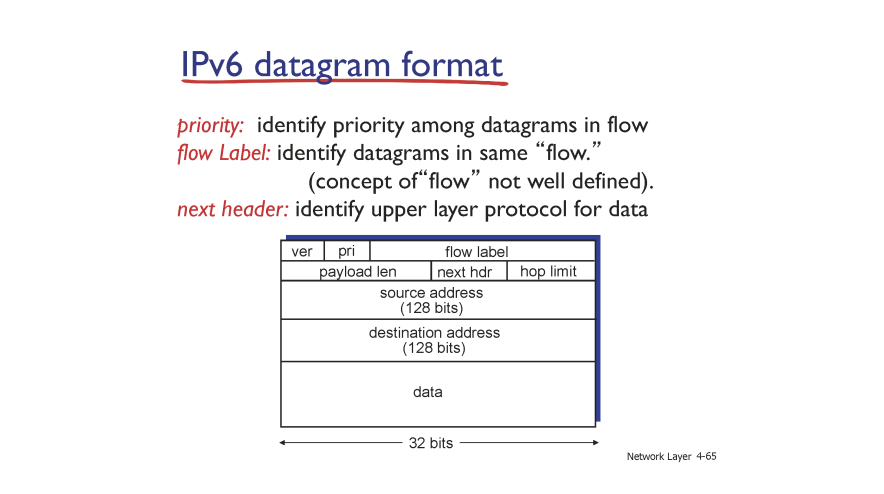 IPv6 datagram format
priority: identify priority among datagrams in flow
flow Label: identify datagrams in same “flow.”
(concept of“flow” not well defined).
next header: identify upper layer protocol for data
ver pri flow label
payload len next hdr hop limit
source address
(128 bits)
destination address
(128 bits)
data
32 bits
Network Layer 4-65